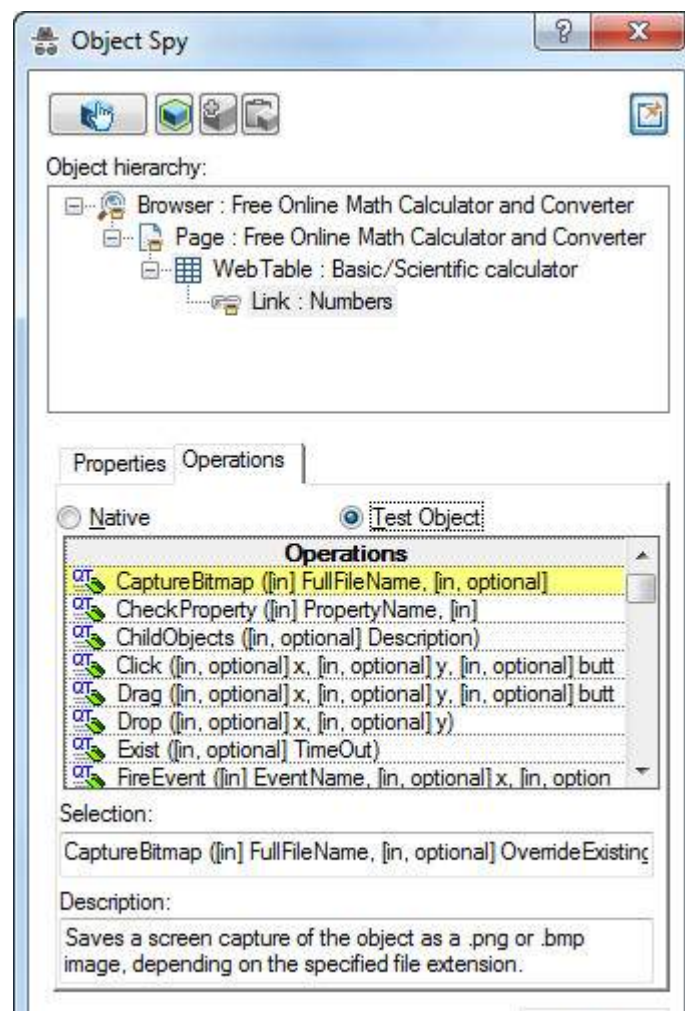 Object Spy
Object hierarchy:
Browser : Free Online Math Calculator and Converter
Page : Free Online Math Calculator and Converter
WebTable : Basic/Scientific calculator
Link : Numbers
Properties Operations
Native Test Object
Operations
CaptureBitmap ([in] FullFileName, [in, optional]
CheckProperty ([in] PropertyName, [in]
ChildObjects ([in, optional] Description)
Click ([in, optional] x, [in, optional] y, [in, optional] butt
Drag ([in, optional] x, [in, optional] y, [in, optional] butt
Drop ([in, optional] x, [in, optional] y)
Exist ([in, optional] TimeOut)
FireEvent ([in] EventName, [in, optional] x, [in, option
Selection:
CaptureBitmap ([in] FullFileName, [in, optional] OverrideExisting
Description:
Saves a screen capture of the object as a .png or .bmp
image, depending on the specified file extension.